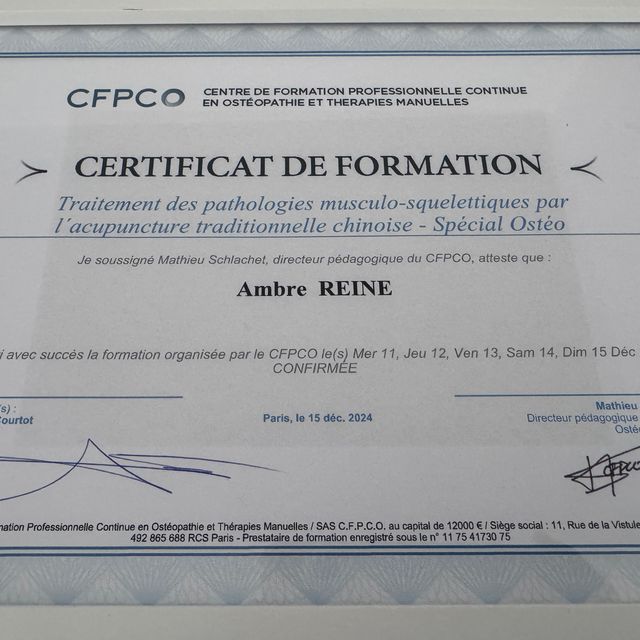 CFPCO
CENTRE DE FORMATION PROFESSIONNELLE CONTINUE
EN OSTÉOPATHIE ET THERAPIES MANUELLES
CERTIFICAT DE FORMATION
Traitement des pathologies musculo-squelettiques par
l´acupuncture traditionnelle chinoise - Spécial Ostéo
Je soussigné Mathieu Schlachet, directeur pédagogique du CFPCO, atteste que :
Ambre REINE
i avec succès la formation organisée par le CFPCO le(s) Mer 11, Jeu 12, Ven 13, Sam 14, Dim 15 Déc
CONFIRMÉE
(s) :
Courtot
Paris, le 15 déc. 2024
Mathieu
Directeur pédagogique
Osté
CFPCO
mation Professionnelle Continue en Ostéopathie et Thérapies Manuelles / SAS C.F.P.C.O. au capital de 12000 € / Siège social : 11, Rue de la Vistule
492 865 688 RCS Paris - Prestataire de formation enregistré sous le n° 11 75 41730 75